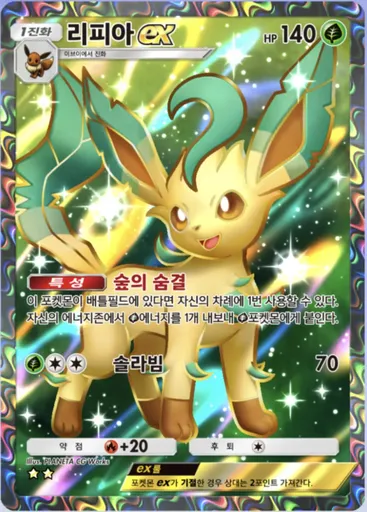 1진화 리피아 ex HP 140
이브이에서 진화
특성 숲의 숨결
이 포켓몬이 배틀필드에 있다면 자신의 차례에 1번 사용할 수 있다.
자신의 에너지존에서 에너지를 1개 내보내 포켓몬에게 붙인다.
솔라빔 70
약점 +20 후퇴
Illus. PLANETA CG Works
ex룰
포켓몬 ex가 기절한 경우 상대는 2포인트 가져간다.